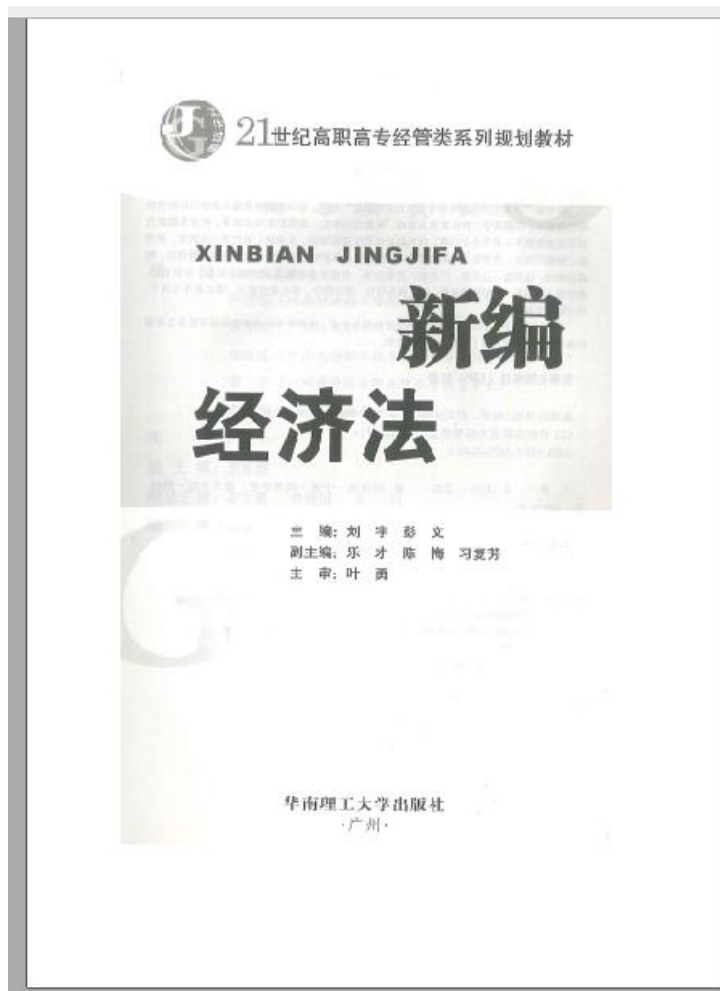 21世纪高职高专经管类系列规划教材
XINBIAN JINGJIFA
新编
经济法
主 编：刘 宇 彭 文
副主编：乐 才 陈 梅 习复芳
主 审：叶 勇
华南理工大学出版社
·广州·